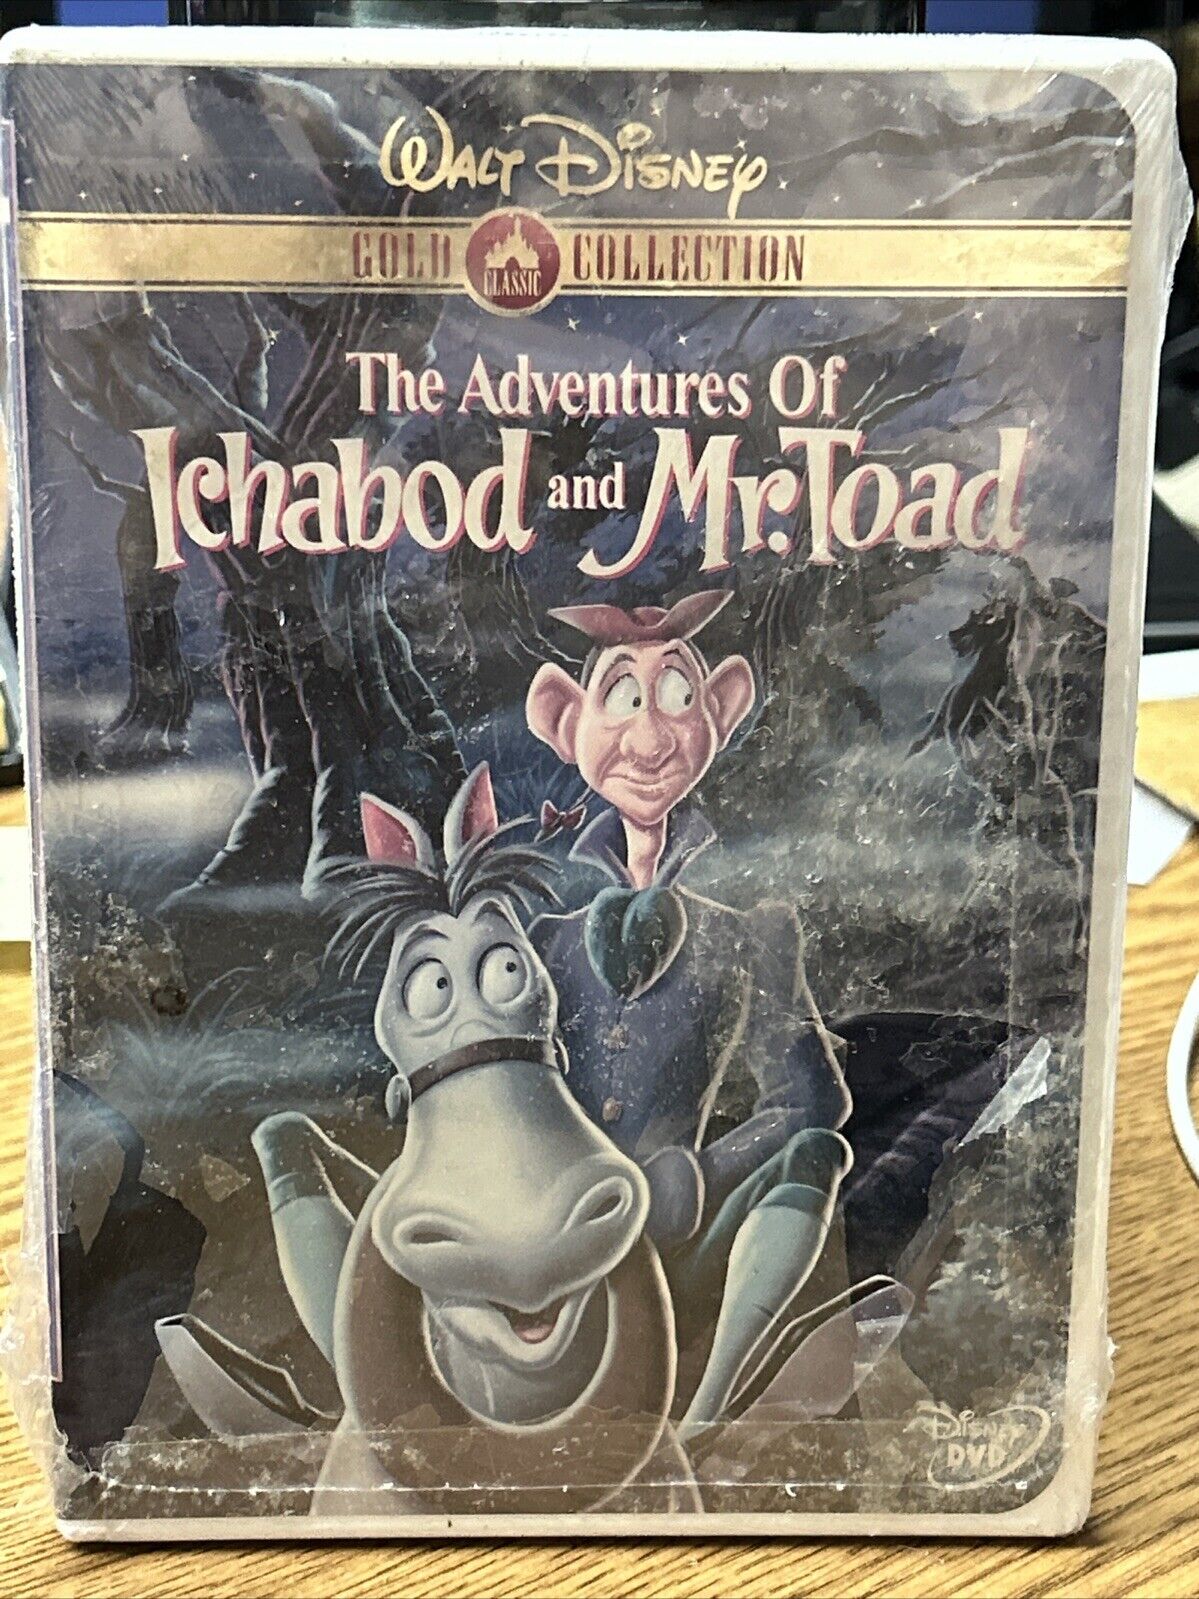 WALT DISNEY
GOLD CLASSIC COLLECTION
The Adventures Of
Ichabod and Mr. Toad
DISNEY
DVD